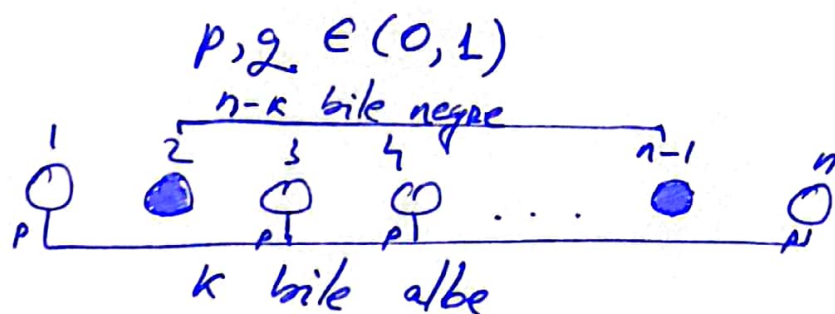 p, q ∈ (0, 1)
n-k bile negre
1 2 3 4 n-1 n
. . . .
p p p p
k bile albe